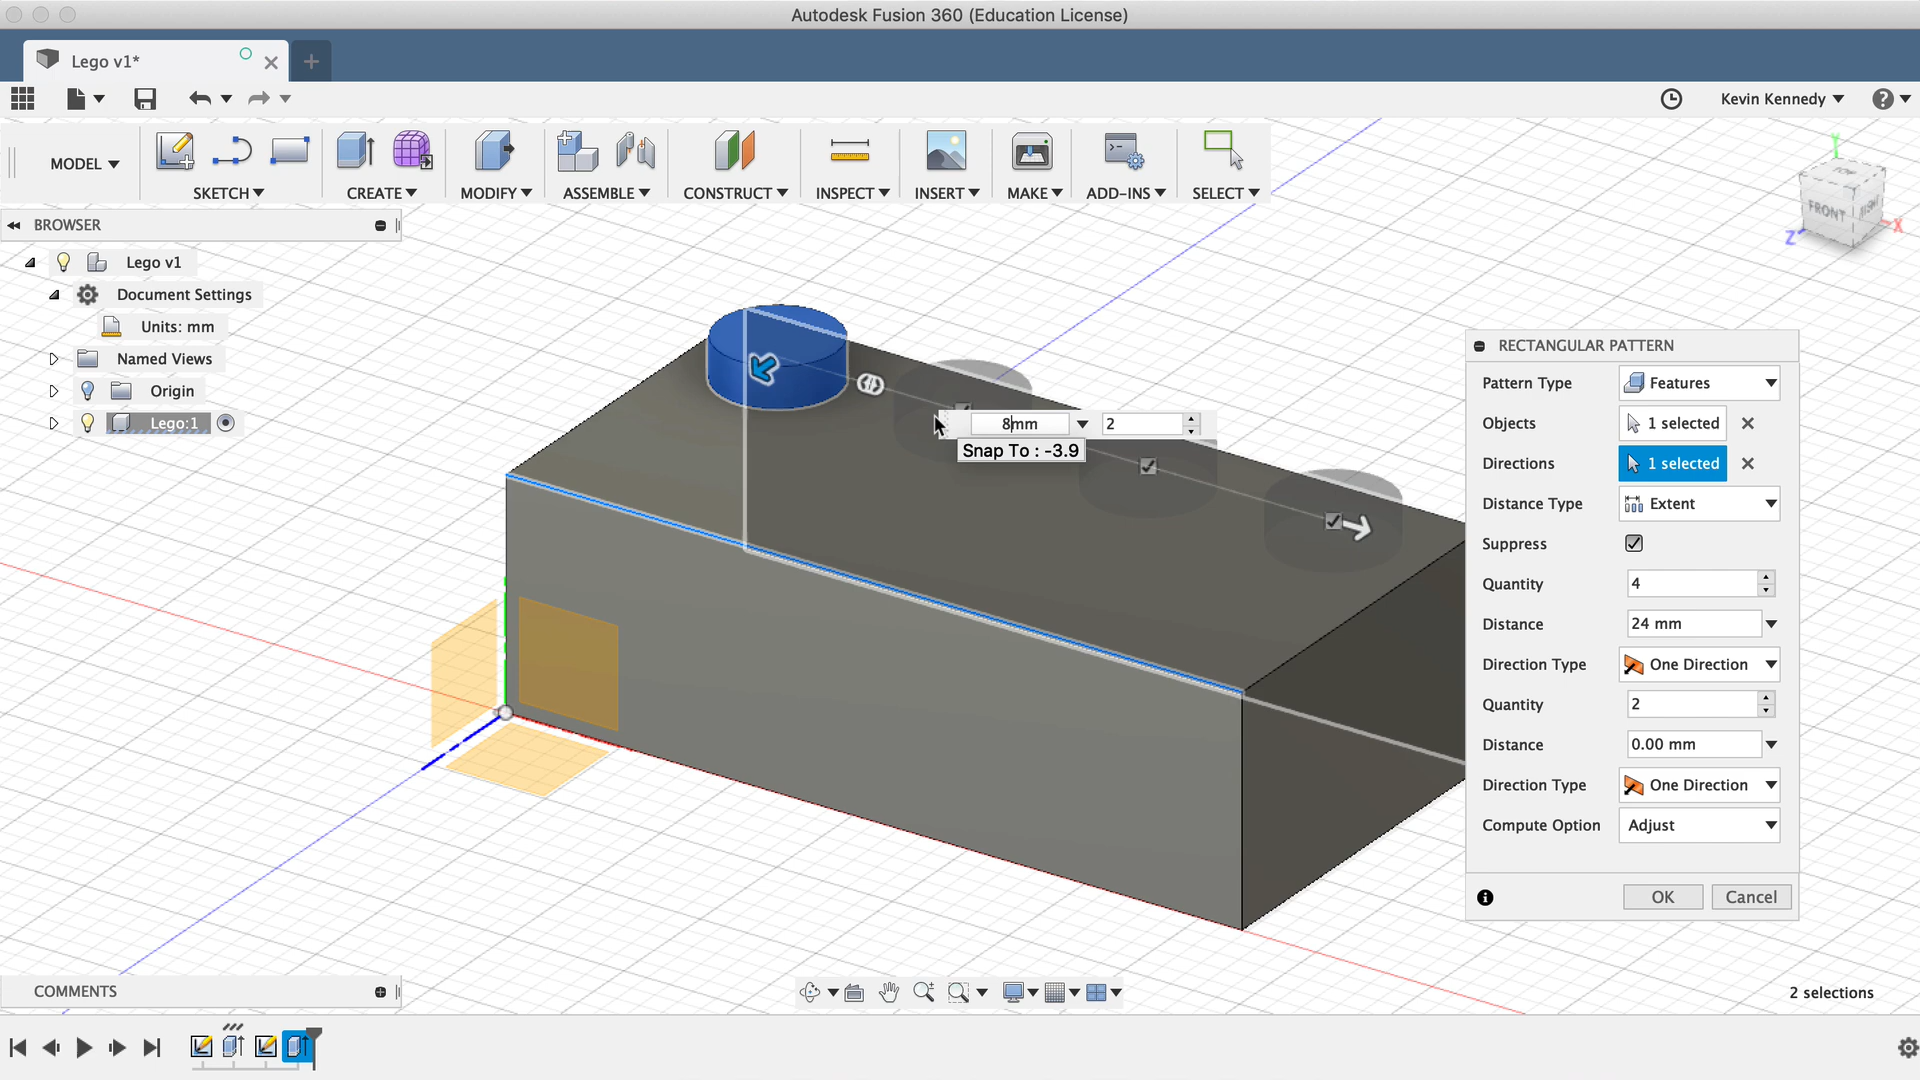 Autodesk Fusion 360 (Education License)
Lego v1*
Kevin Kennedy
MODEL
SKETCH
CREATE
MODIFY
ASSEMBLE
CONSTRUCT
INSPECT
INSERT
MAKE
ADD-INS
SELECT
BROWSER
Lego v1
Document Settings
Units: mm
Named Views
Origin
Lego:1
TOP
FRONT
RIGHT
Y
X
Z
8mm
2
Snap To : -3.9
RECTANGULAR PATTERN
Pattern Type Features
Objects 1 selected
Directions 1 selected
Distance Type Extent
Suppress
Quantity 4
Distance 24 mm
Direction Type One Direction
Quantity 2
Distance 0.00 mm
Direction Type One Direction
Compute Option Adjust
OK Cancel
COMMENTS
2 selections